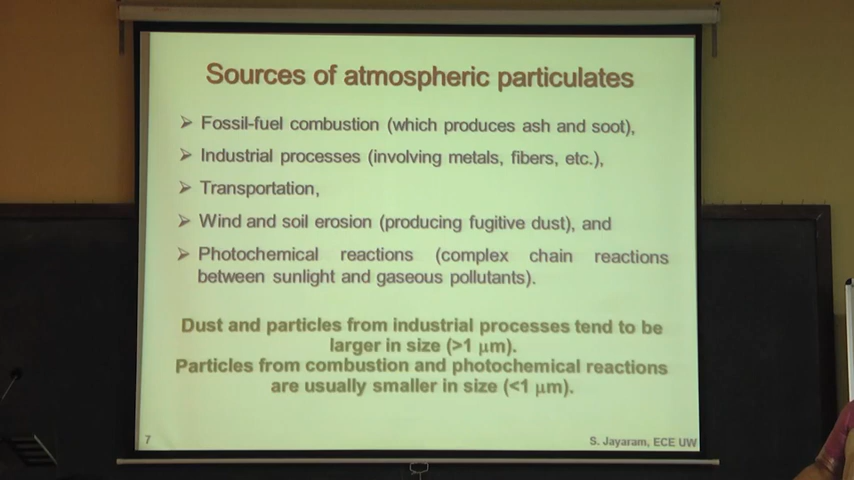 Sources of atmospheric particulates
➢ Fossil-fuel combustion (which produces ash and soot),
➢ Industrial processes (involving metals, fibers, etc.),
➢ Transportation,
➢ Wind and soil erosion (producing fugitive dust), and
➢ Photochemical reactions (complex chain reactions
between sunlight and gaseous pollutants).
Dust and particles from industrial processes tend to be
larger in size (>1 μm).
Particles from combustion and photochemical reactions
are usually smaller in size (<1 μm).
7
S. Jayaram, ECE UW